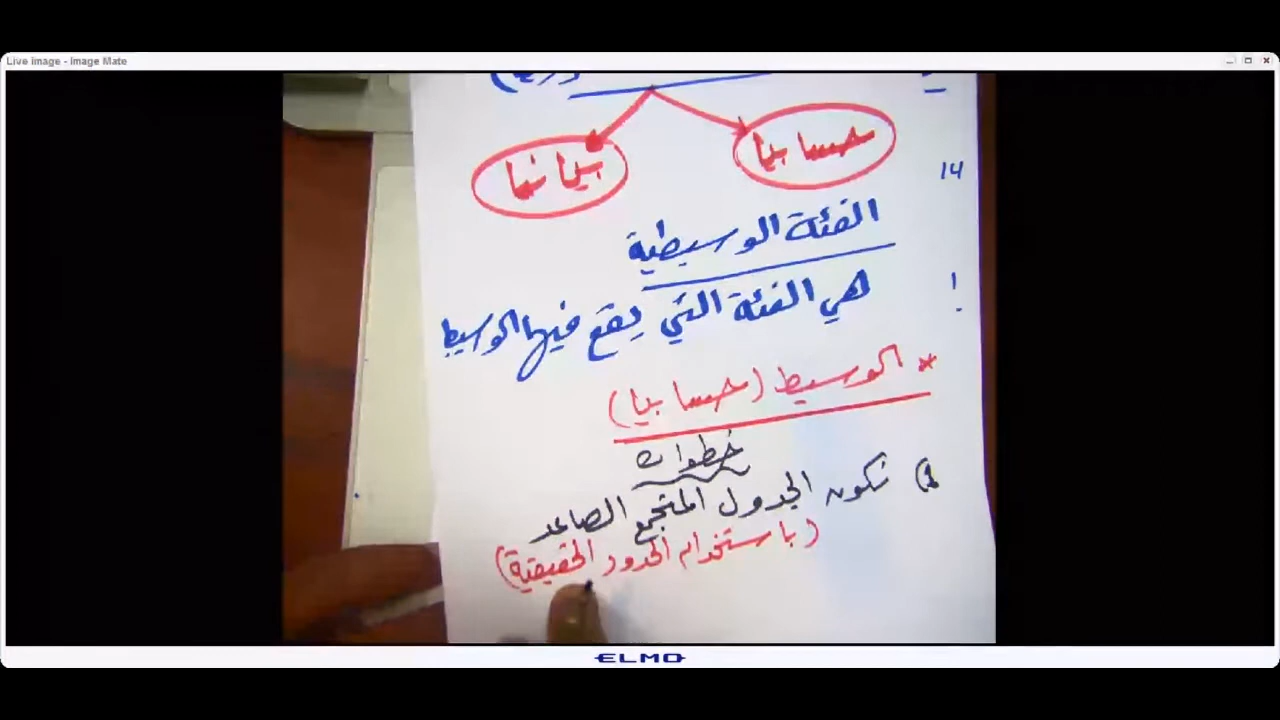 Live image - Image Mate
حسابيا
بيانيا
14
الفئة الوسيطية
هي الفئة التي يقع فيها الوسيط
!
* الوسيط (حسابيا)
خطوات
1) نكون الجدول المتجمع الصاعد
(باستخدام الحدود الحقيقية)
ELMO